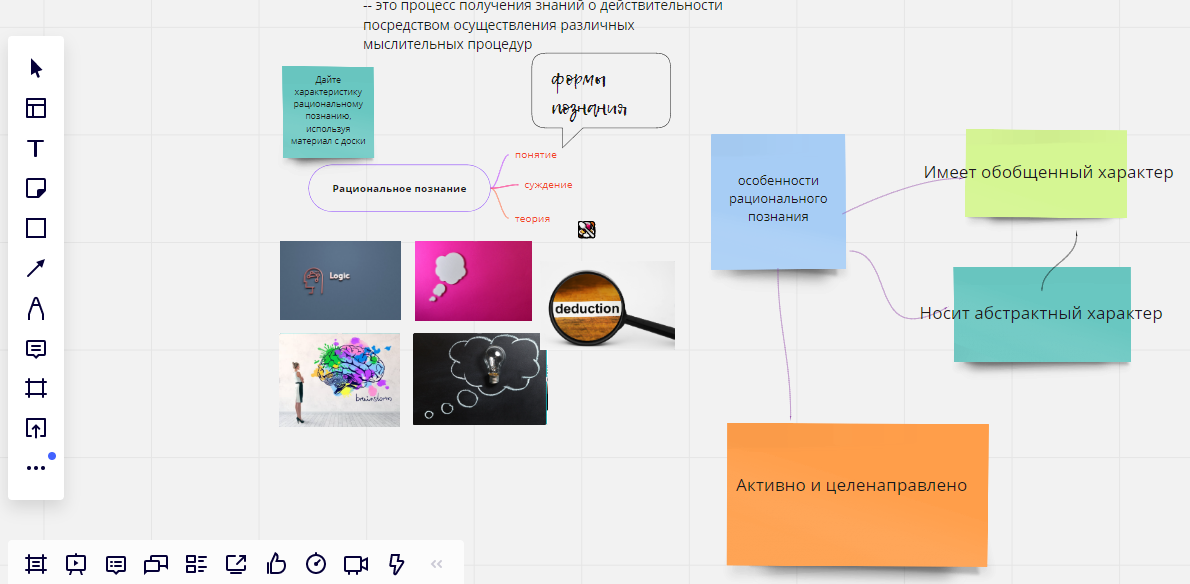 -- это процесс получения знаний о действительности
посредством осуществления различных
мыслительных процедур
Дайте
характеристику
рациональному
познанию,
используя
материал с доски
формы
познания
Рациональное познание
понятие
суждение
теория
Logic
deduction
brainstorm
особенности
рационального
познания
Имеет обобщенный характер
Носит абстрактный характер
Активно и целенаправлено